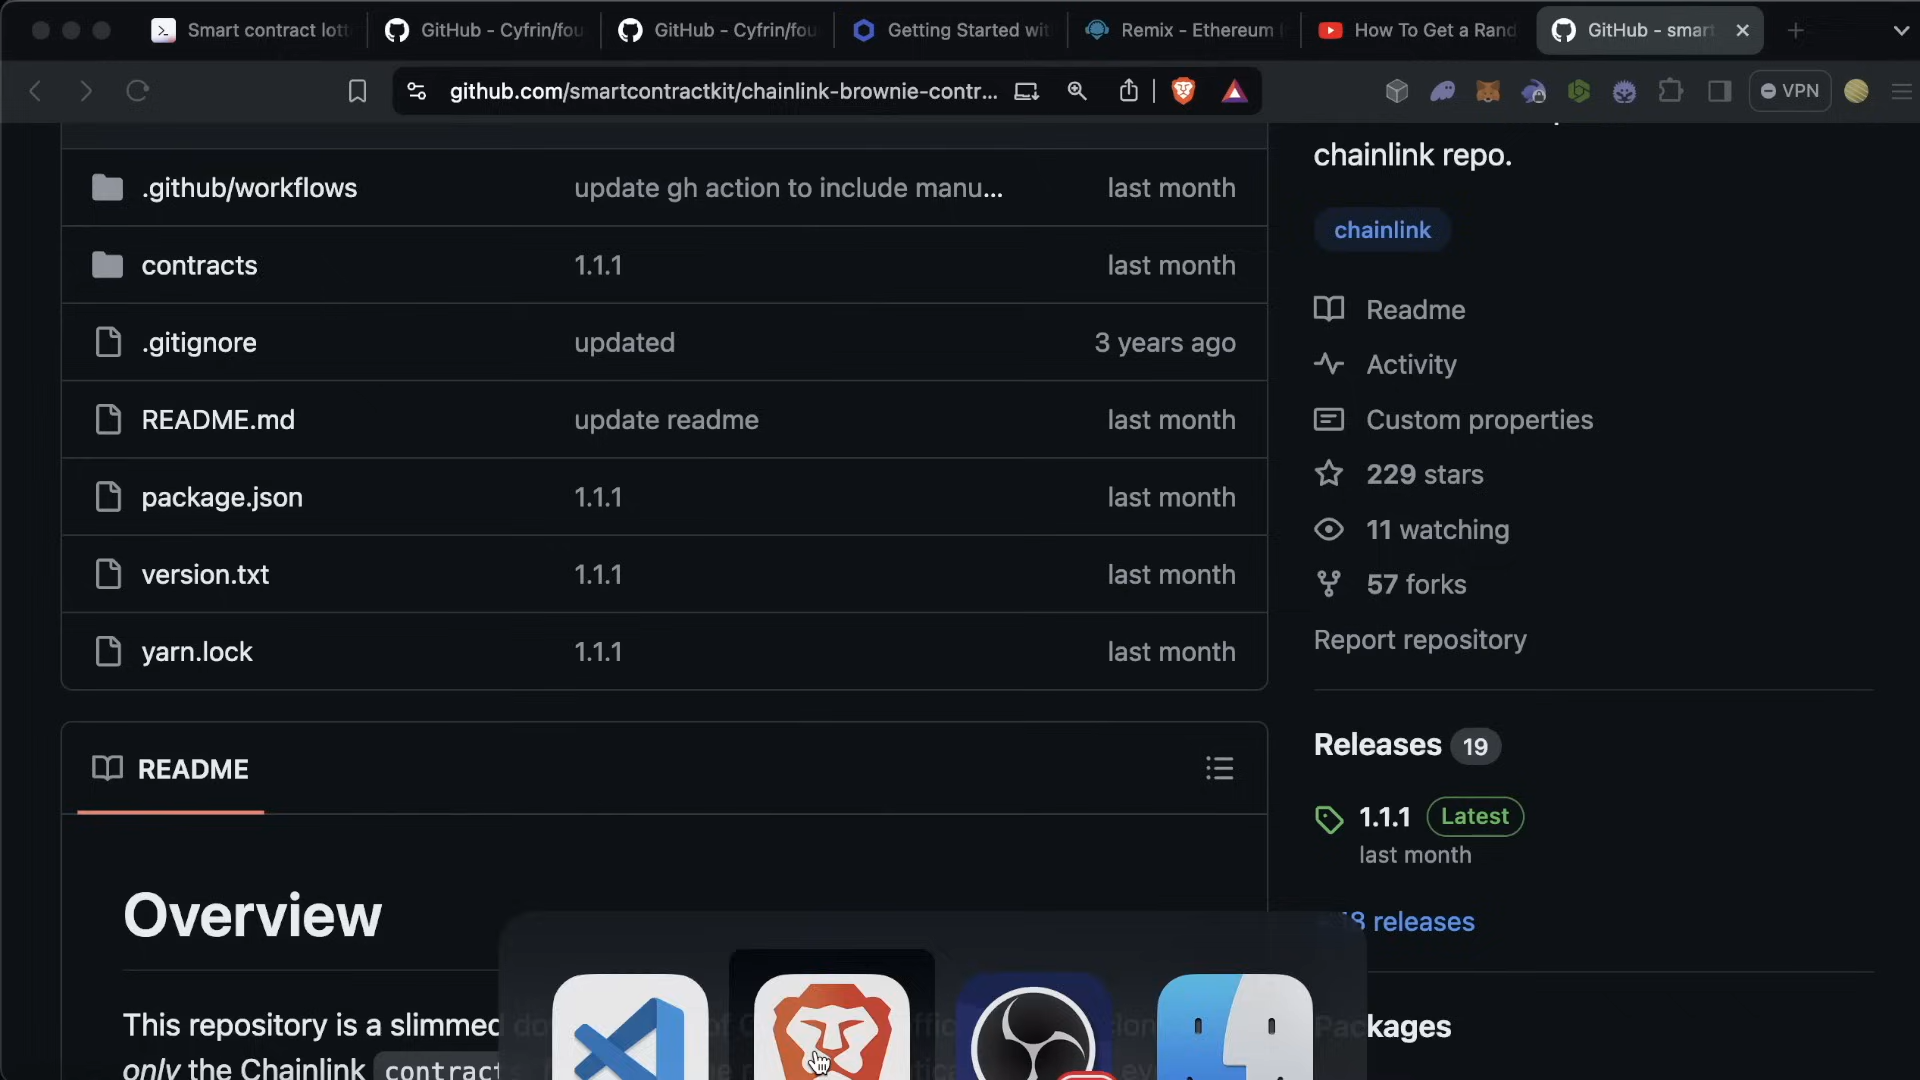 Smart contract lott
GitHub - Cyfrin/fou
GitHub - Cyfrin/fou
Getting Started wit
Remix - Ethereum I
How To Get a Rand
GitHub - smart
github.com/smartcontractkit/chainlink-brownie-contr...
VPN
chainlink repo.
.github/workflows update gh action to include manu... last month
contracts 1.1.1 last month
.gitignore updated 3 years ago
README.md update readme last month
package.json 1.1.1 last month
version.txt 1.1.1 last month
yarn.lock 1.1.1 last month
chainlink
Readme
Activity
Custom properties
229 stars
11 watching
57 forks
Report repository
Releases 19
1.1.1 Latest
last month
releases
README
Overview
This repository is a slimmed
only the Chainlink contract
Packages